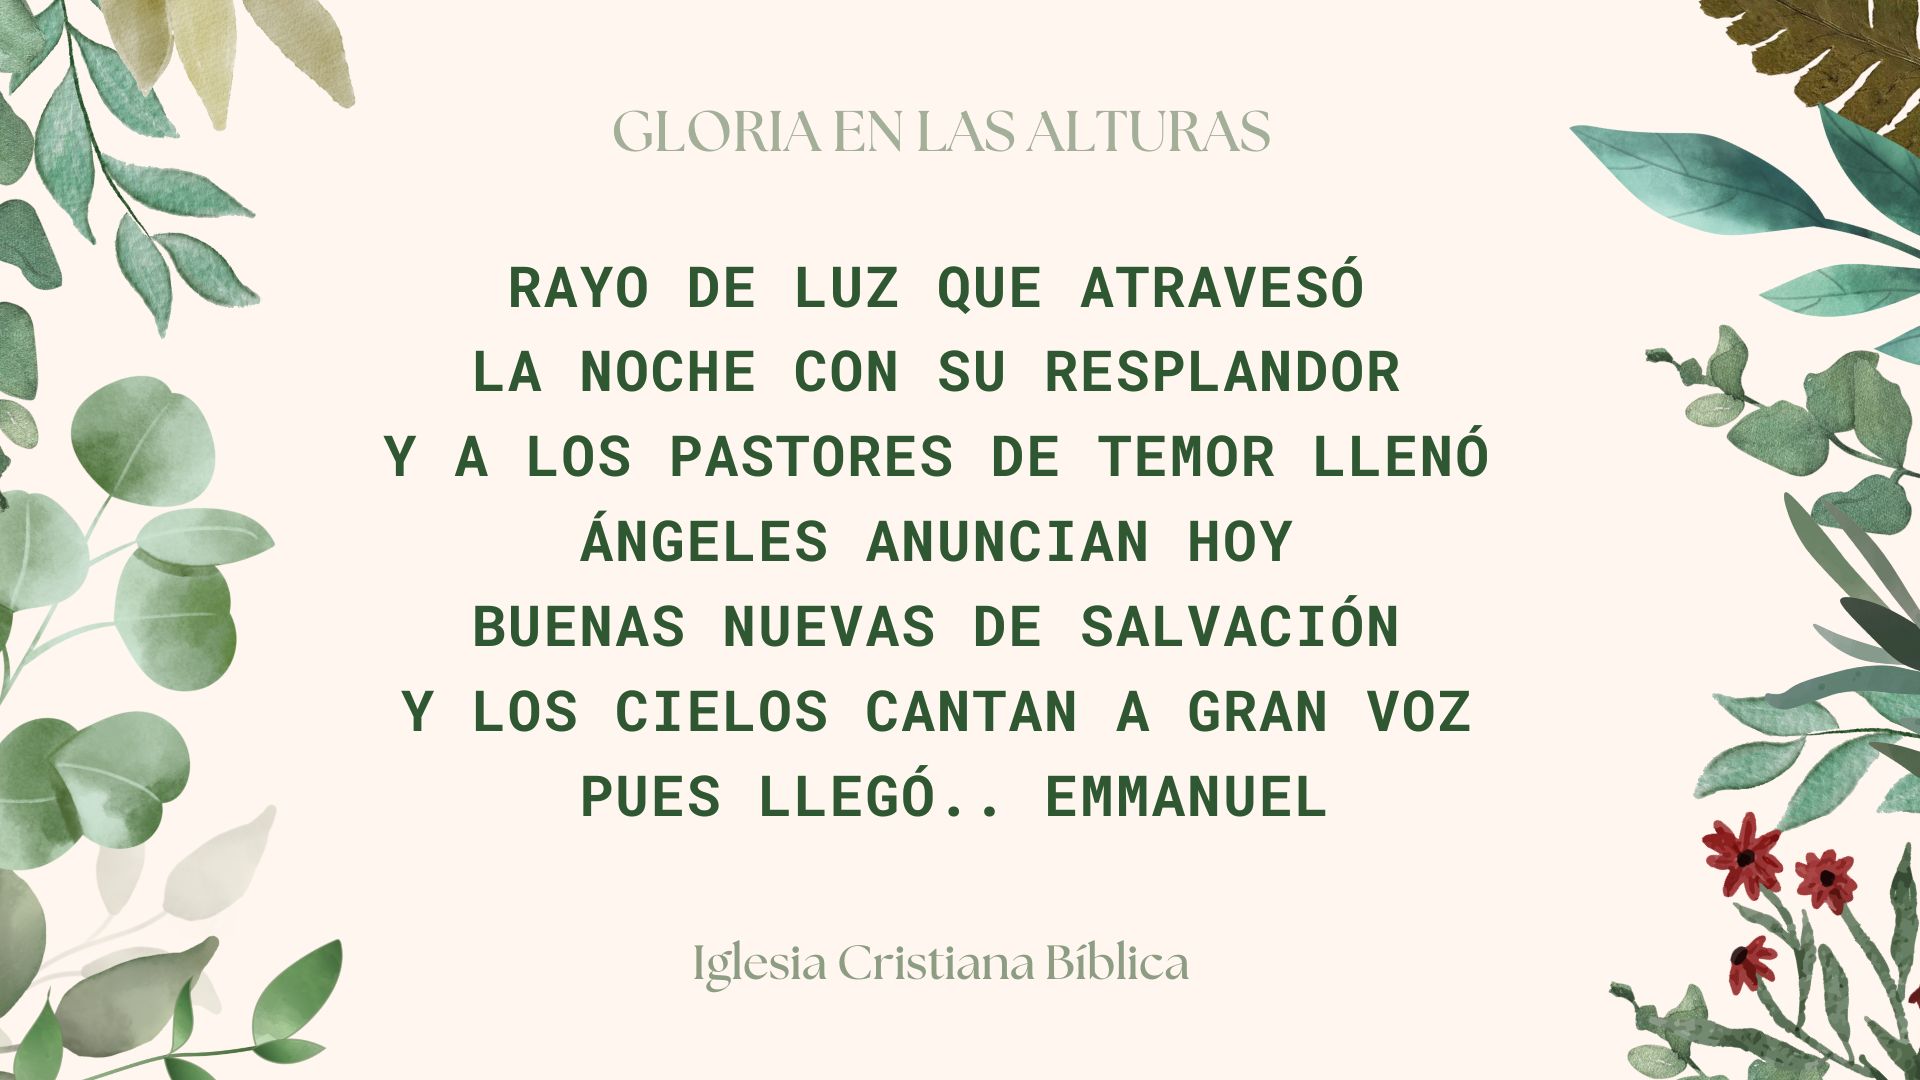 GLORIA EN LAS ALTURAS
RAYO DE LUZ QUE ATRAVESÓ
LA NOCHE CON SU RESPLANDOR
Y A LOS PASTORES DE TEMOR LLENÓ
ÁNGELES ANUNCIAN HOY
BUENAS NUEVAS DE SALVACIÓN
Y LOS CIELOS CANTAN A GRAN VOZ
PUES LLEGÓ.. EMMANUEL
Iglesia Cristiana Bíblica